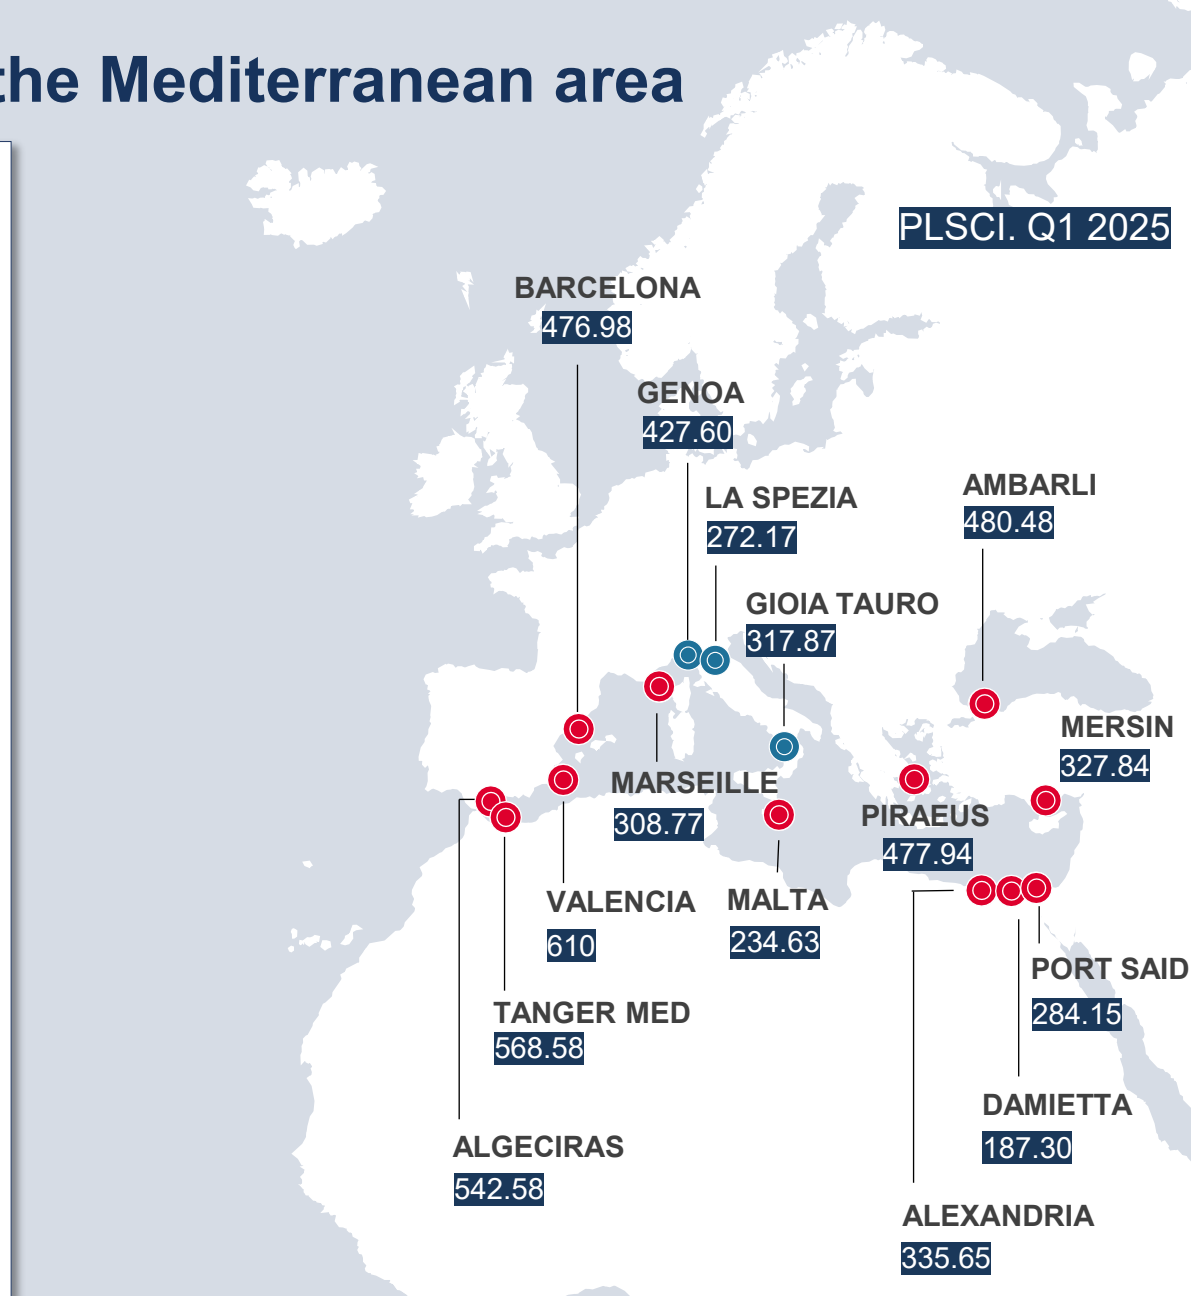 the Mediterranean area
PLSCI. Q1 2025
BARCELONA
476.98
GENOA
427.60
LA SPEZIA
272.17
AMBARLI
480.48
GIOIA TAURO
317.87
MERSIN
327.84
MARSEILLE
308.77
PIRAEUS
477.94
VALENCIA
610
MALTA
234.63
PORT SAID
284.15
TANGER MED
568.58
DAMIETTA
187.30
ALGECIRAS
542.58
ALEXANDRIA
335.65